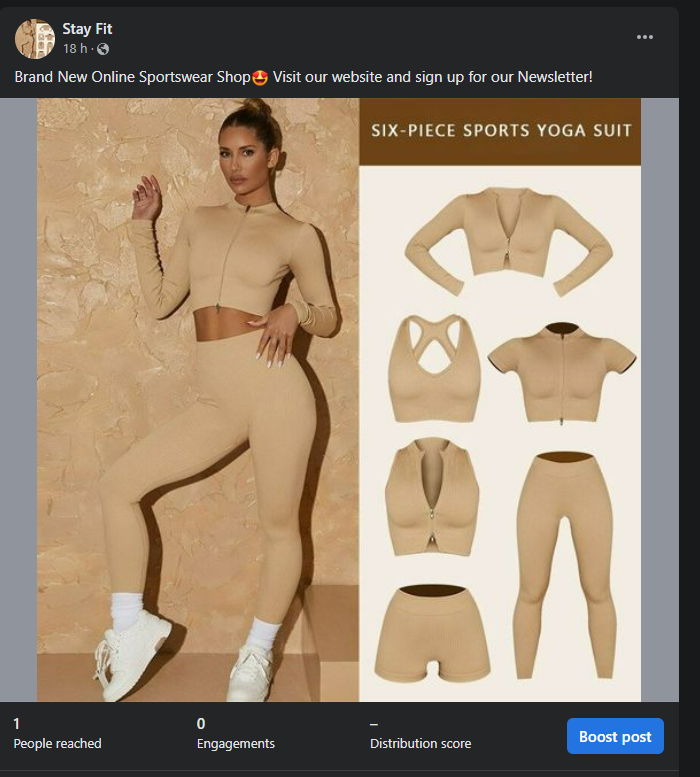 Stay Fit
18 h ·
Brand New Online Sportswear Shop🤩 Visit our website and sign up for our Newsletter!
SIX-PIECE SPORTS YOGA SUIT
1
People reached
0
Engagements
–
Distribution score
Boost post